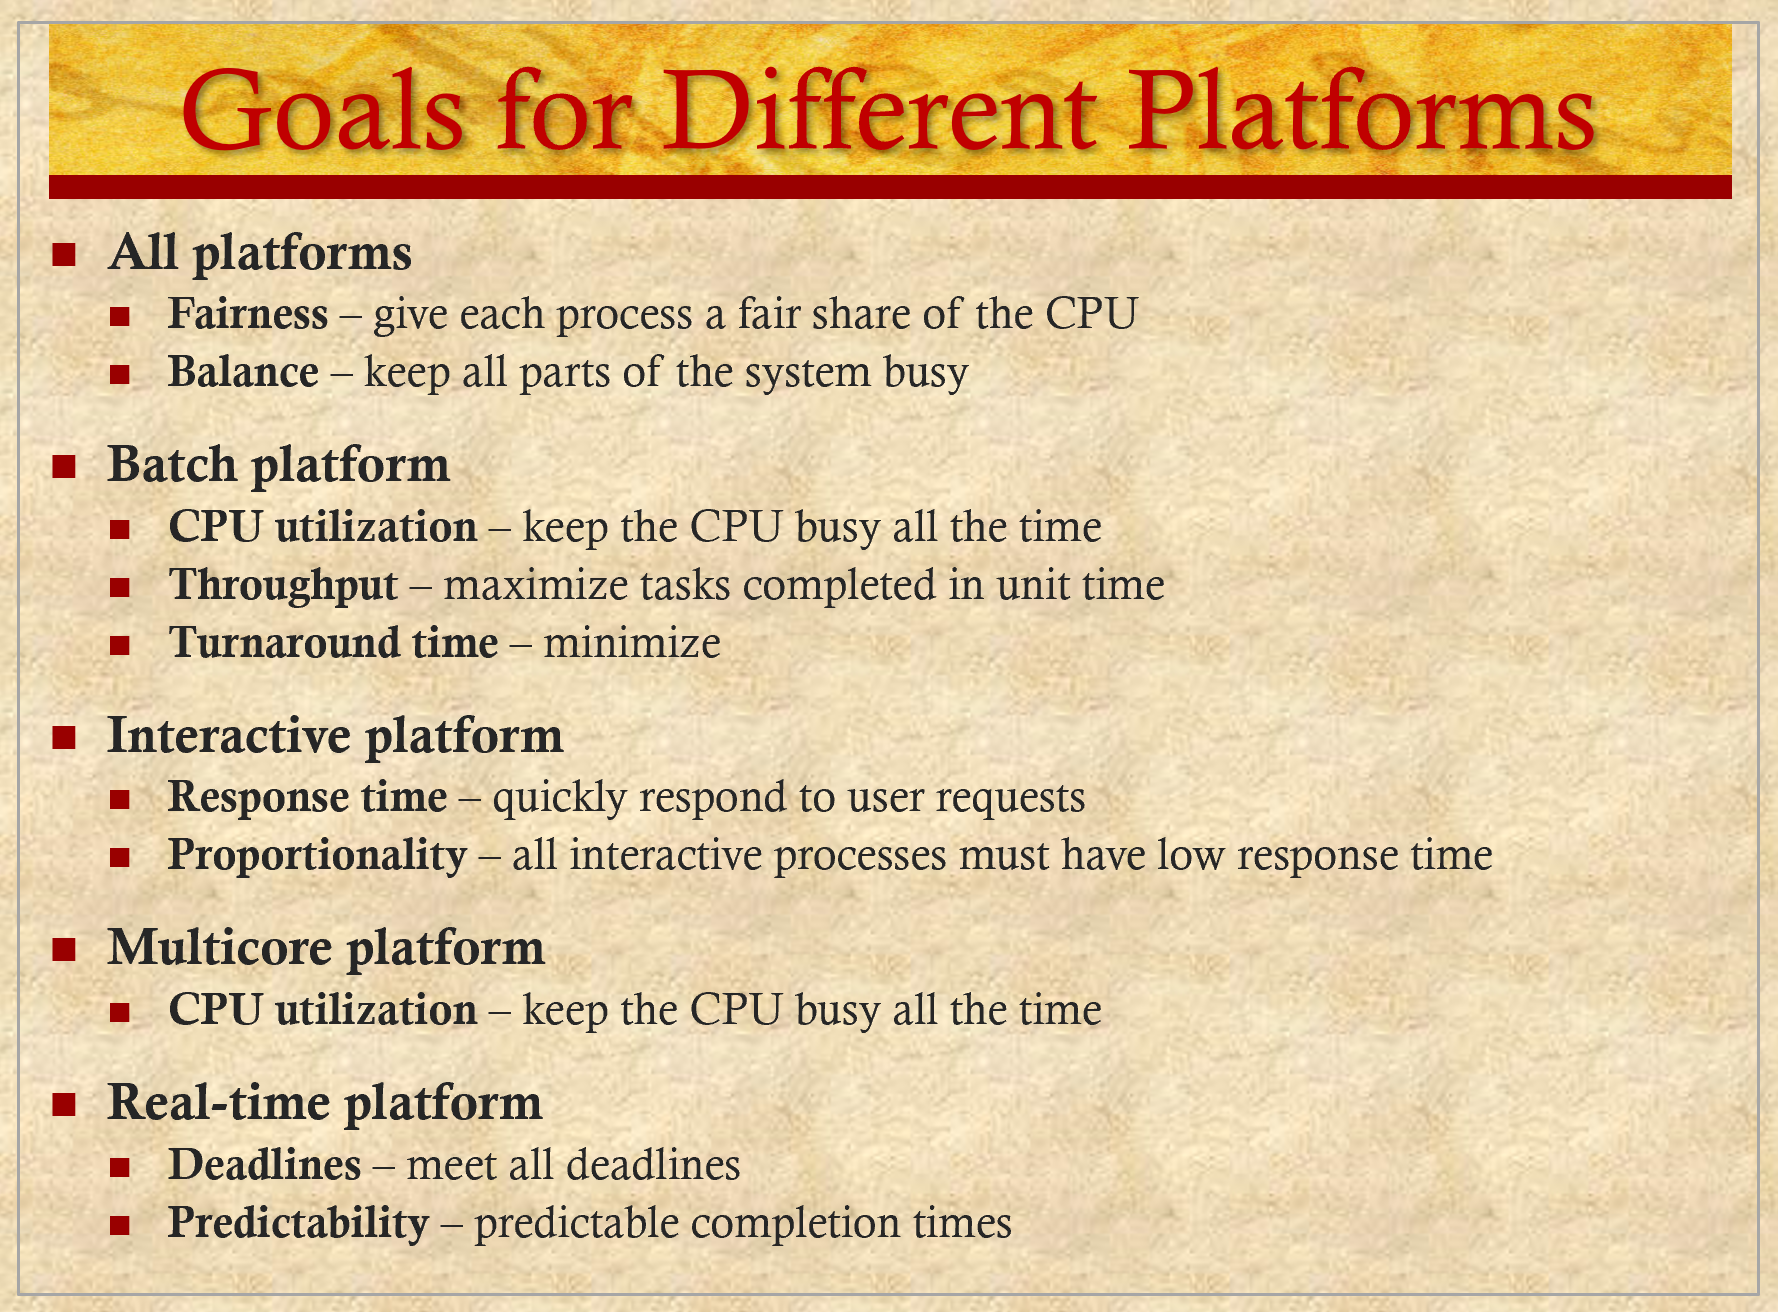 Goals for Different Platforms
All platforms
Fairness – give each process a fair share of the CPU
Balance – keep all parts of the system busy
Batch platform
CPU utilization – keep the CPU busy all the time
Throughput – maximize tasks completed in unit time
Turnaround time – minimize
Interactive platform
Response time – quickly respond to user requests
Proportionality – all interactive processes must have low response time
Multicore platform
CPU utilization – keep the CPU busy all the time
Real-time platform
Deadlines – meet all deadlines
Predictability – predictable completion times